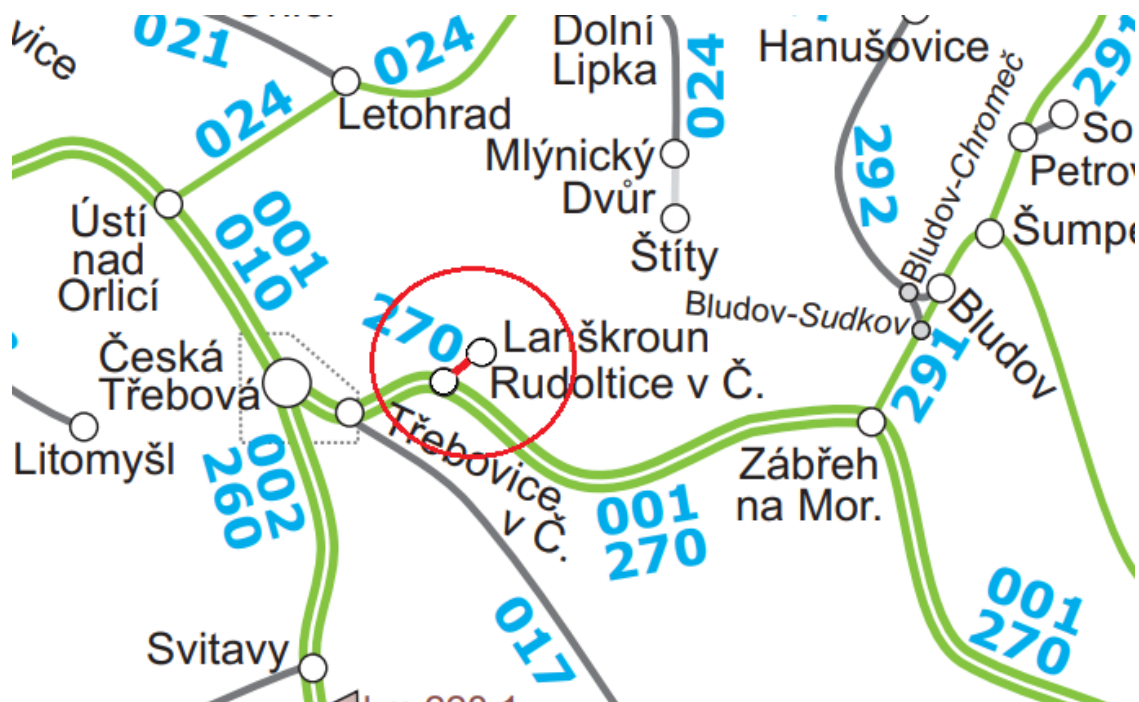 vice
021
024
Dolní
Lipka
024
Hanušovice
291
024
Letohrad
Mlýnický
Dvůr
Štíty
292
Bludov-Chromeč
So
Petrov
Šumpe
Ústí
nad
Orlicí
001
010
Bludov-Sudkov
Bludov
291
270
Lanškroun
Rudoltice v Č.
Česká
Třebová
Třebovice
v Č.
Litomyšl
002
260
001
270
Zábřeh
na Mor.
017
001
270
Svitavy